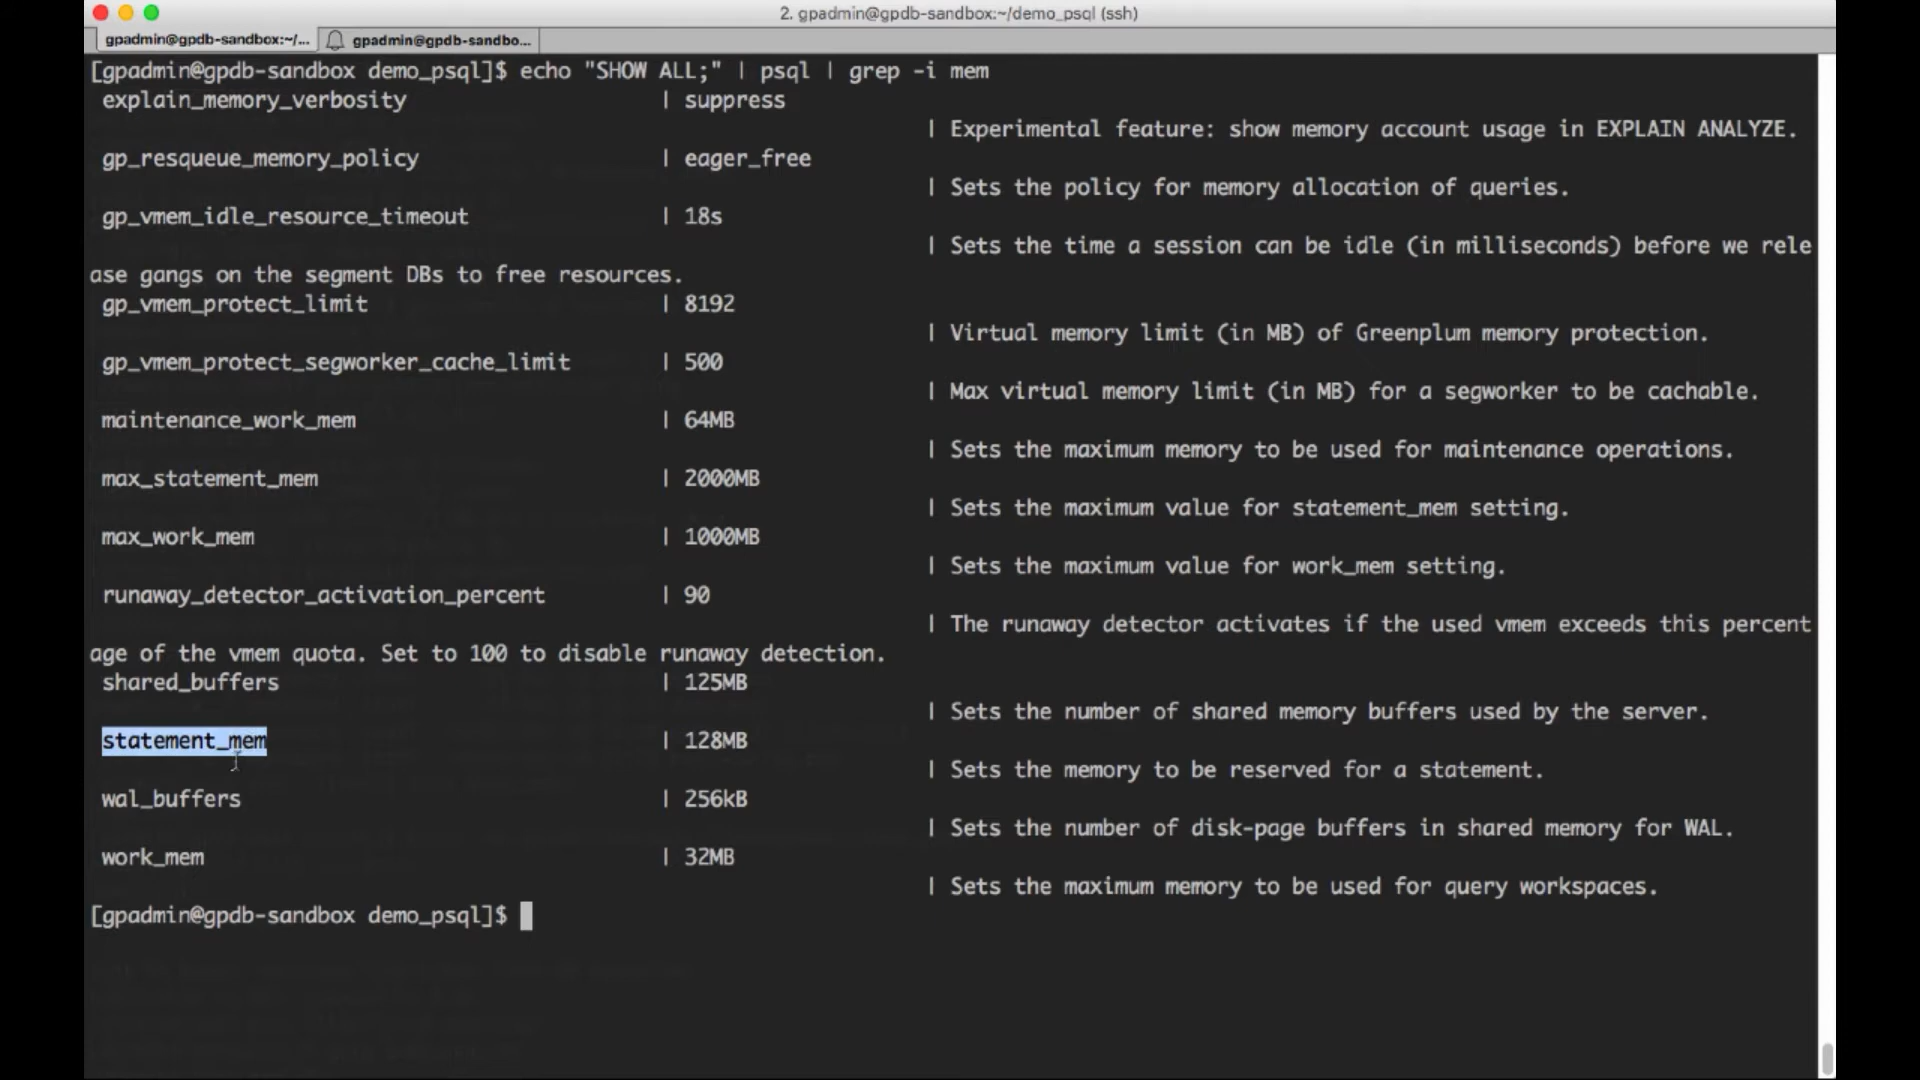 2. gpadmin@gpdb-sandbox:~/demo_psql (ssh)
gpadmin@gpdb-sandbox:~/... gpadmin@gpdb-sandbo...
[gpadmin@gpdb-sandbox demo_psql]$ echo "SHOW ALL;" | psql | grep -i mem
explain_memory_verbosity | suppress
| Experimental feature: show memory account usage in EXPLAIN ANALYZE.
gp_resqueue_memory_policy | eager_free
| Sets the policy for memory allocation of queries.
gp_vmem_idle_resource_timeout | 18s
| Sets the time a session can be idle (in milliseconds) before we rele
ase gangs on the segment DBs to free resources.
gp_vmem_protect_limit | 8192
| Virtual memory limit (in MB) of Greenplum memory protection.
gp_vmem_protect_segworker_cache_limit | 500
| Max virtual memory limit (in MB) for a segworker to be cachable.
maintenance_work_mem | 64MB
| Sets the maximum memory to be used for maintenance operations.
max_statement_mem | 2000MB
| Sets the maximum value for statement_mem setting.
max_work_mem | 1000MB
| Sets the maximum value for work_mem setting.
runaway_detector_activation_percent | 90
| The runaway detector activates if the used vmem exceeds this percent
age of the vmem quota. Set to 100 to disable runaway detection.
shared_buffers | 125MB
| Sets the number of shared memory buffers used by the server.
statement_mem | 128MB
| Sets the memory to be reserved for a statement.
wal_buffers | 256kB
| Sets the number of disk-page buffers in shared memory for WAL.
work_mem | 32MB
| Sets the maximum memory to be used for query workspaces.
[gpadmin@gpdb-sandbox demo_psql]$